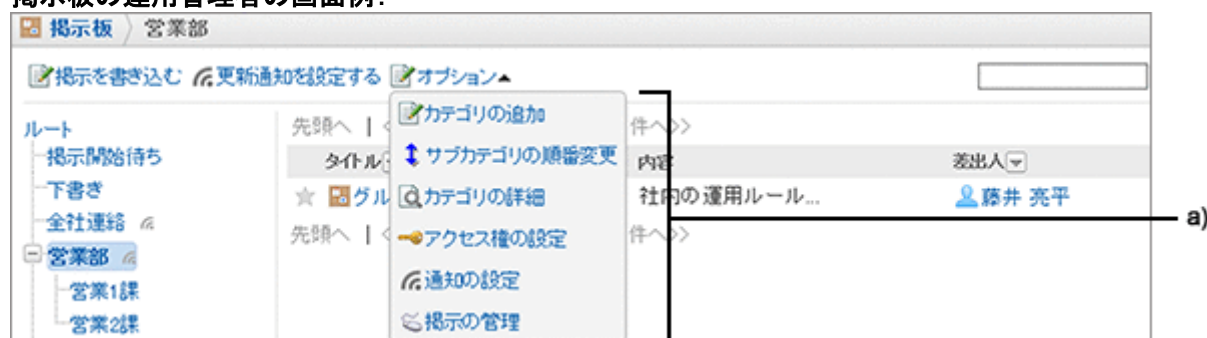 掲示板の運用管理者の画面例:
掲示板 営業部
掲示を書き込む 更新通知を設定する オプション▲
ルート
掲示開始待ち
下書き
全社連絡
営業部
営業1課
営業2課
先頭へ | <
件へ>>
タイトル
内容
差出人
グル
社内の運用ルール...
藤井 亮平
先頭へ | <
件へ>>
カテゴリの追加
サブカテゴリの順番変更
カテゴリの詳細
アクセス権の設定
通知の設定
掲示の管理
a)